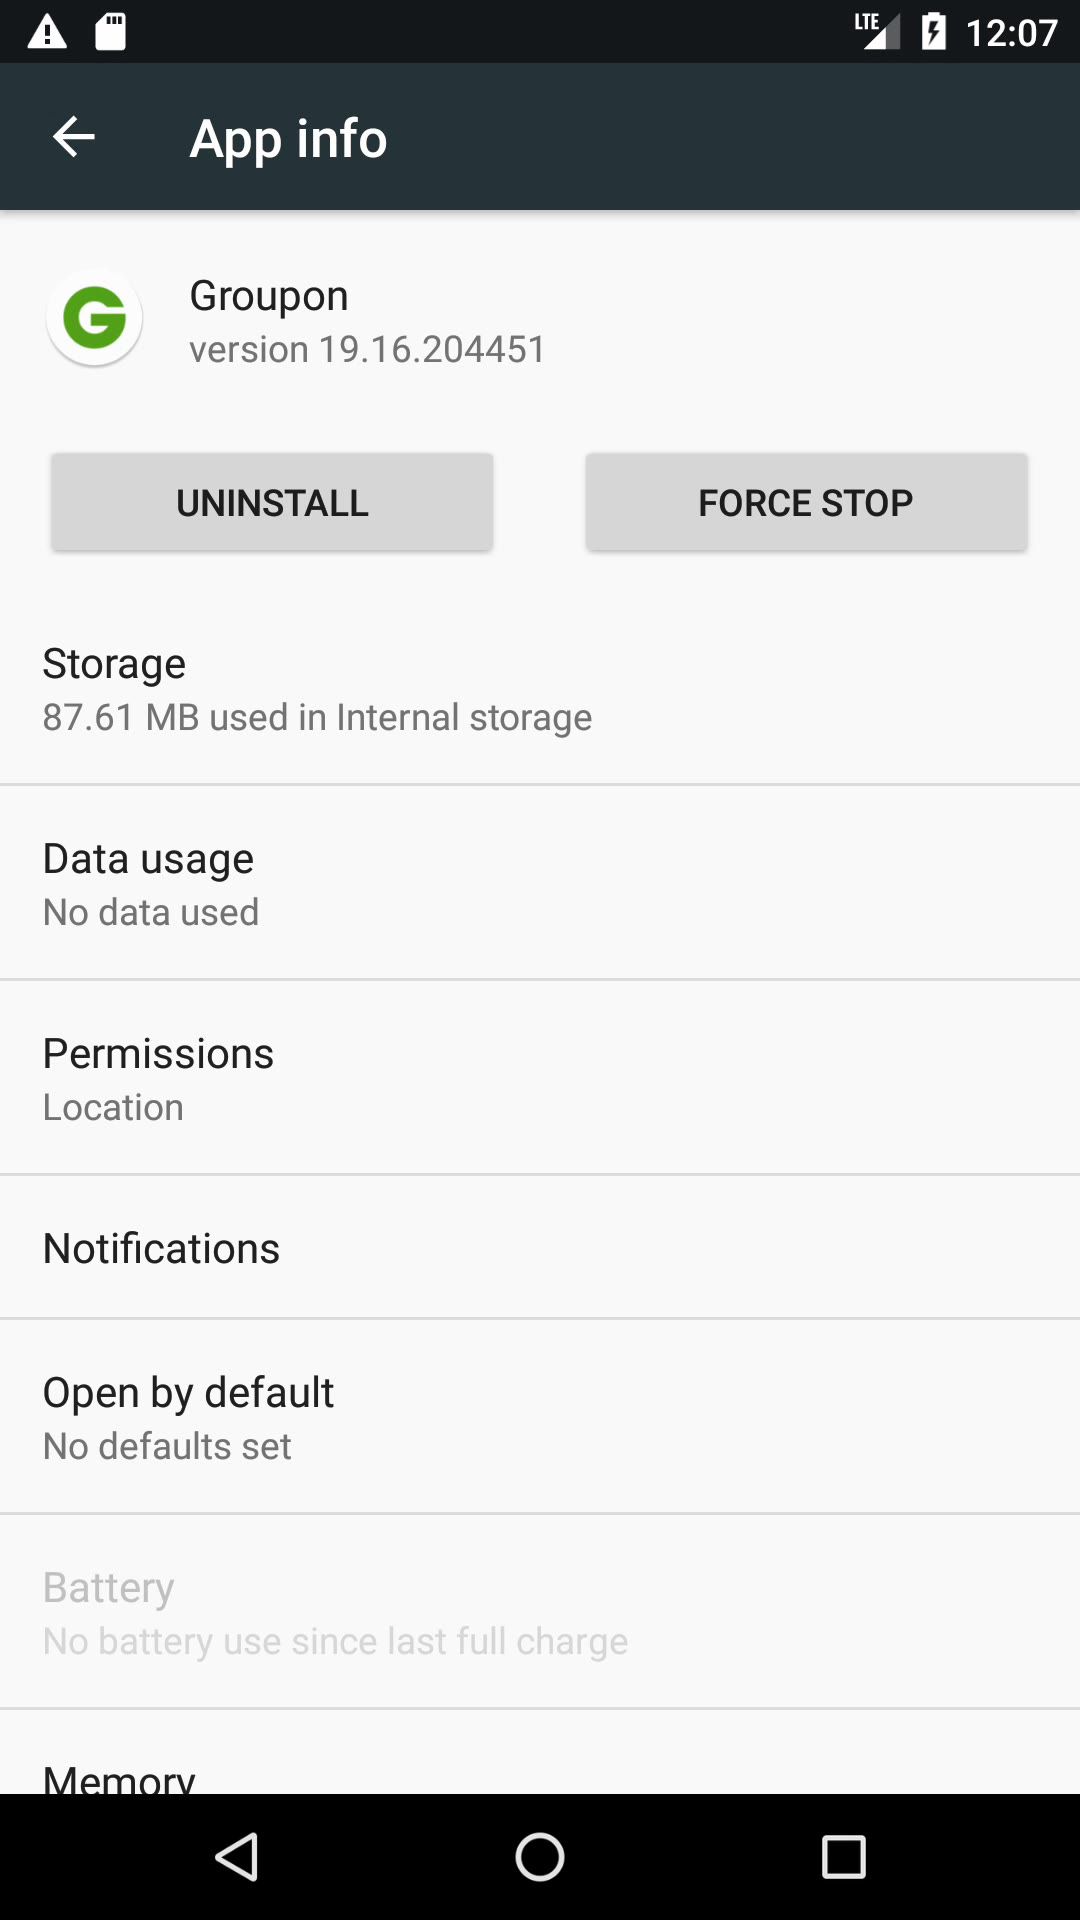 LTE 12:07
App info
Groupon
version 19.16.204451
UNINSTALL FORCE STOP
Storage
87.61 MB used in Internal storage
Data usage
No data used
Permissions
Location
Notifications
Open by default
No defaults set
Battery
No battery use since last full charge
Memory